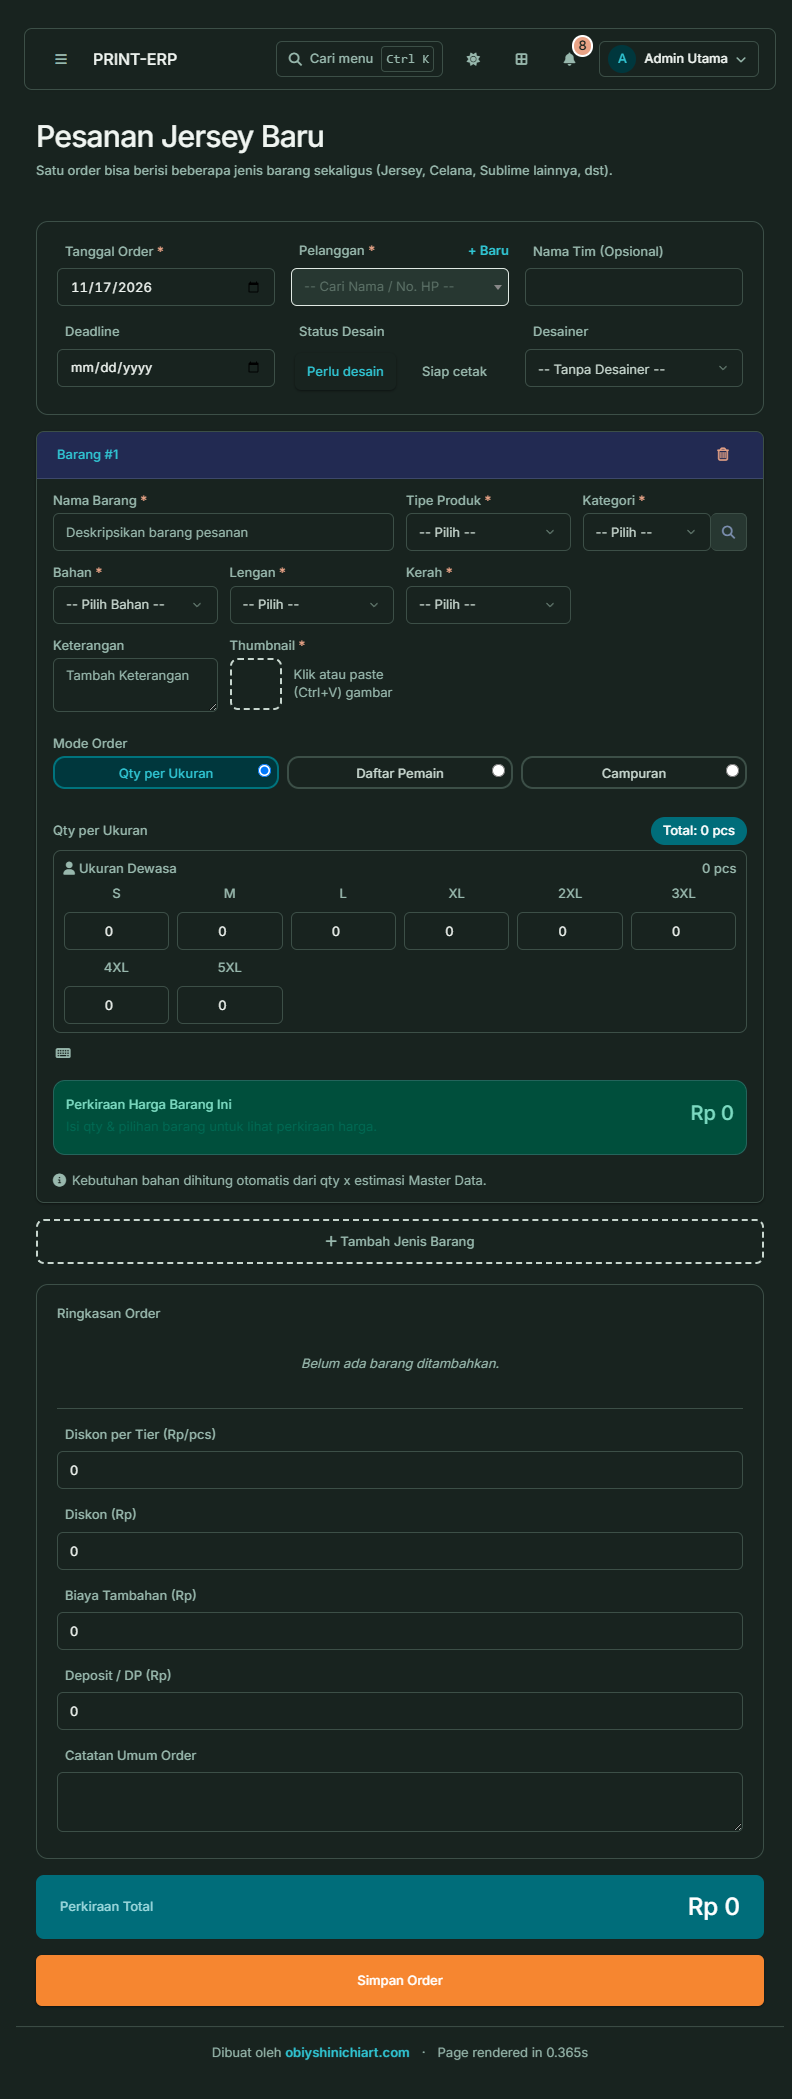 PRINT-ERP
Cari menu Ctrl K
8
A Admin Utama
Pesanan Jersey Baru
Satu order bisa berisi beberapa jenis barang sekaligus (Jersey, Celana, Sublime lainnya, dst).
Tanggal Order * Pelanggan * + Baru Nama Tim (Opsional)
11/17/2026 -- Cari Nama / No. HP --
Deadline Status Desain Desainer
mm/dd/yyyy Perlu desain Siap cetak -- Tanpa Desainer --
Barang #1
Nama Barang * Tipe Produk * Kategori *
Deskripsikan barang pesanan -- Pilih -- -- Pilih --
Bahan * Lengan * Kerah *
-- Pilih Bahan -- -- Pilih -- -- Pilih --
Keterangan Thumbnail *
Tambah Keterangan Klik atau paste
(Ctrl+V) gambar
Mode Order
Qty per Ukuran Daftar Pemain Campuran
Qty per Ukuran Total: 0 pcs
Ukuran Dewasa 0 pcs
S M L XL 2XL 3XL
0 0 0 0 0 0
4XL 5XL
0 0
Perkiraan Harga Barang Ini Rp 0
Isi qty & pilihan barang untuk lihat perkiraan harga.
Kebutuhan bahan dihitung otomatis dari qty x estimasi Master Data.
+ Tambah Jenis Barang
Ringkasan Order
Belum ada barang ditambahkan.
Diskon per Tier (Rp/pcs)
0
Diskon (Rp)
0
Biaya Tambahan (Rp)
0
Deposit / DP (Rp)
0
Catatan Umum Order
Perkiraan Total Rp 0
Simpan Order
Dibuat oleh obiyshinichiart.com · Page rendered in 0.365s